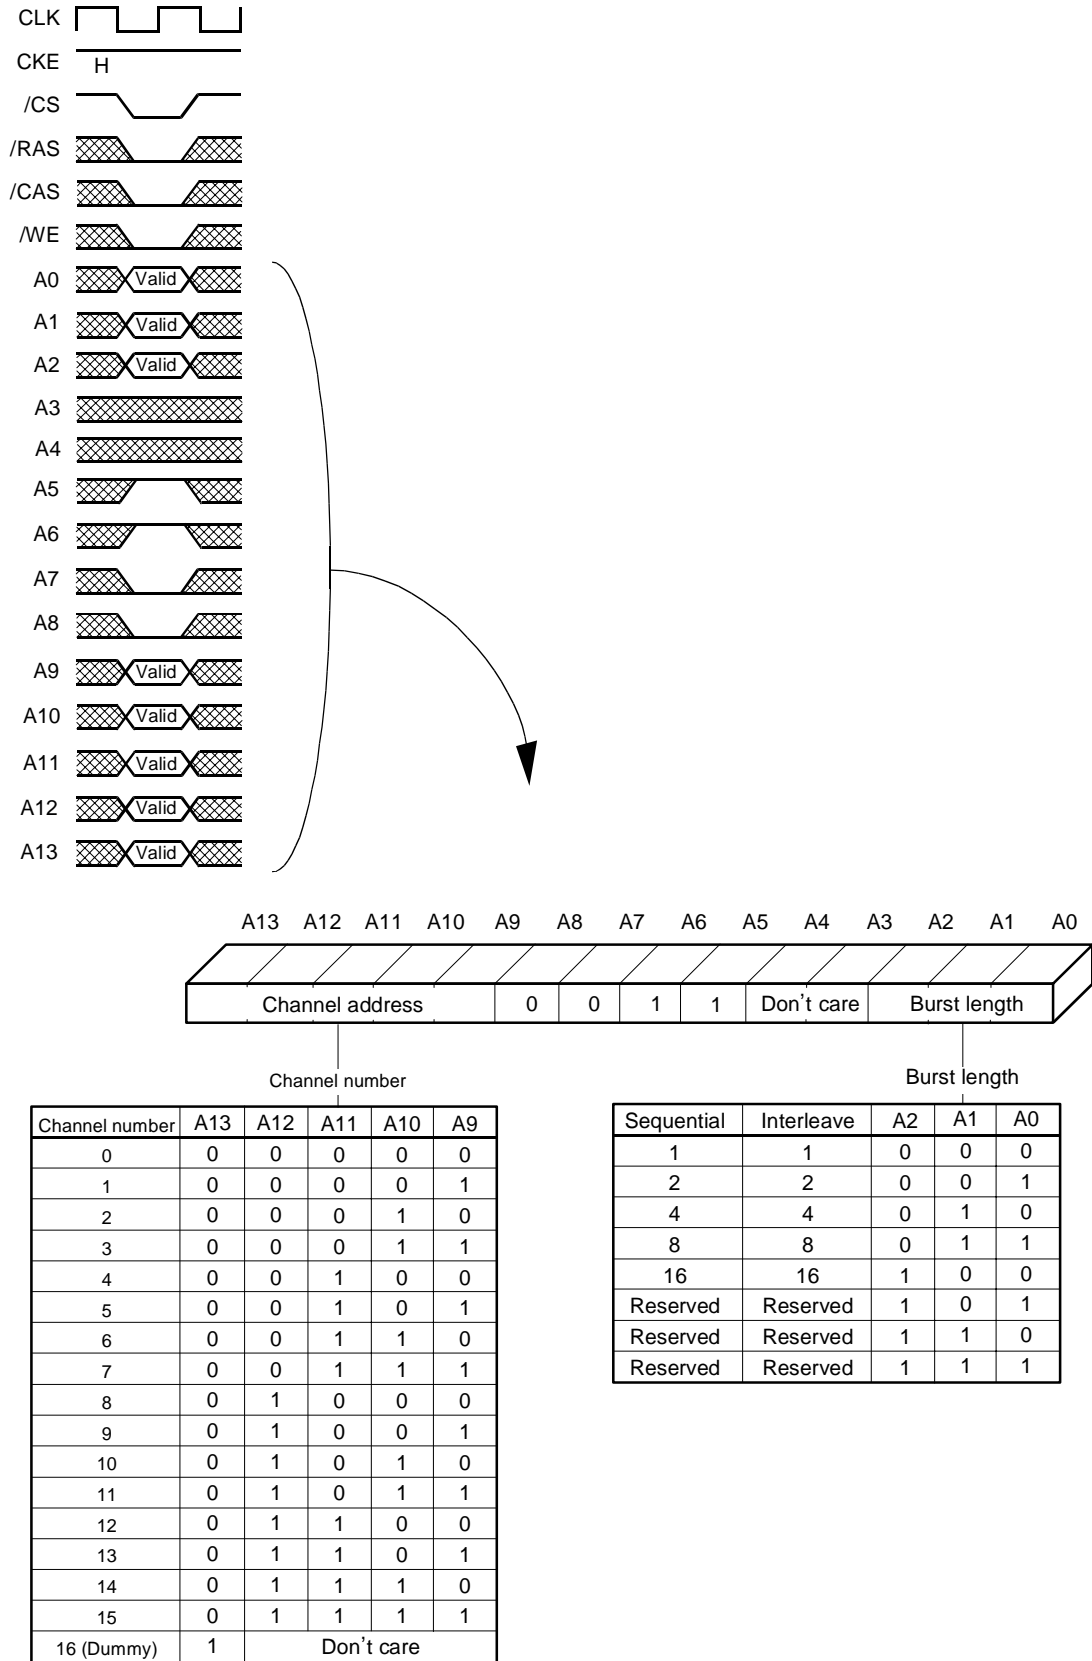 CLK
CKE H
/CS
/RAS
/CAS
/WE
A0 Valid
A1 Valid
A2 Valid
A3
A4
A5
A6
A7
A8
A9 Valid
A10 Valid
A11 Valid
A12 Valid
A13 Valid
A13 A12 A11 A10 A9 A8 A7 A6 A5 A4 A3 A2 A1 A0
Channel address 0 0 1 1 Don't care Burst length
Channel number
Channel number A13 A12 A11 A10 A9
0 0 0 0 0 0
1 0 0 0 0 1
2 0 0 0 1 0
3 0 0 0 1 1
4 0 0 1 0 0
5 0 0 1 0 1
6 0 0 1 1 0
7 0 0 1 1 1
8 0 1 0 0 0
9 0 1 0 0 1
10 0 1 0 1 0
11 0 1 0 1 1
12 0 1 1 0 0
13 0 1 1 0 1
14 0 1 1 1 0
15 0 1 1 1 1
16 (Dummy) 1 Don't care
Burst length
Sequential Interleave A2 A1 A0
1 1 0 0 0
2 2 0 0 1
4 4 0 1 0
8 8 0 1 1
16 16 1 0 0
Reserved Reserved 1 0 1
Reserved Reserved 1 1 0
Reserved Reserved 1 1 1